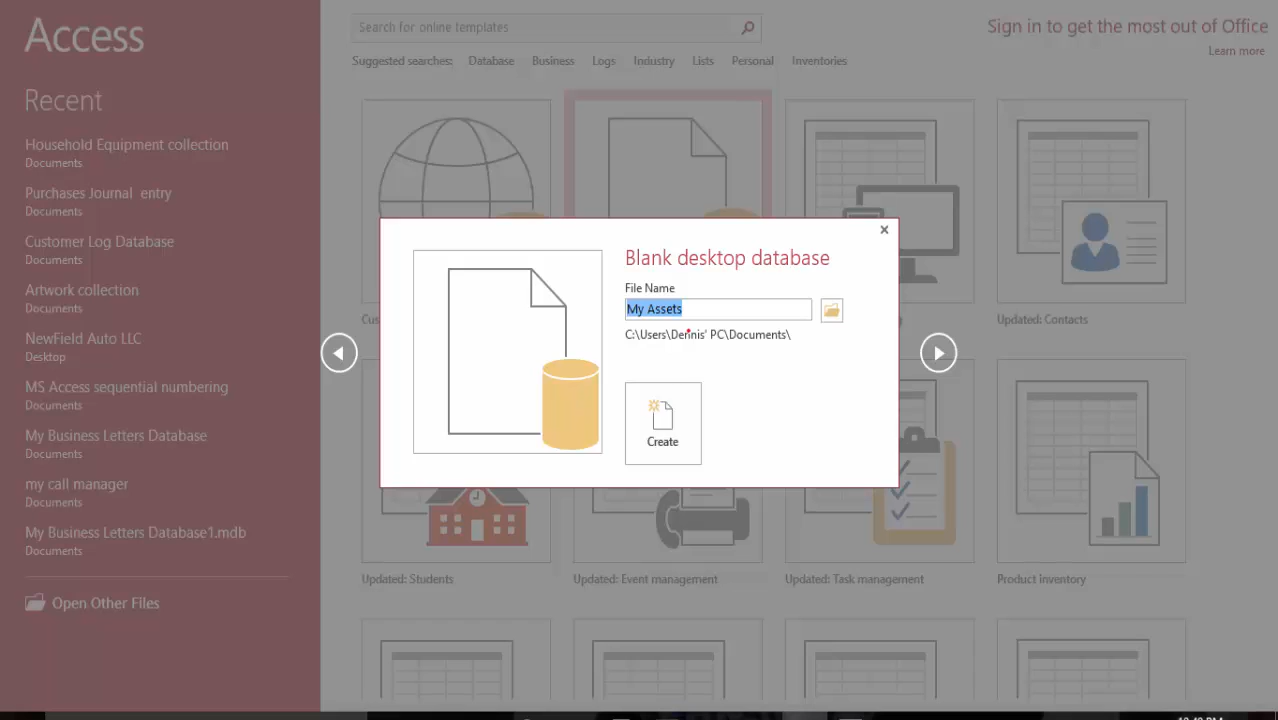 Access
Recent
Household Equipment collection
Documents
Purchases Journal entry
Documents
Customer Log Database
Documents
Artwork collection
Documents
NewField Auto LLC
Desktop
MS Access sequential numbering
Documents
My Business Letters Database
Documents
my call manager
Documents
My Business Letters Database1.mdb
Documents
Open Other Files
Search for online templates
Sign in to get the most out of Office
Learn more
Suggested searches: Database Business Logs Industry Lists Personal Inventories
Updated: Contacts
Blank desktop database
File Name
My Assets
C:\Users\Dennis' PC\Documents\
Create
Updated: Students
Updated: Event management
Updated: Task management
Product inventory